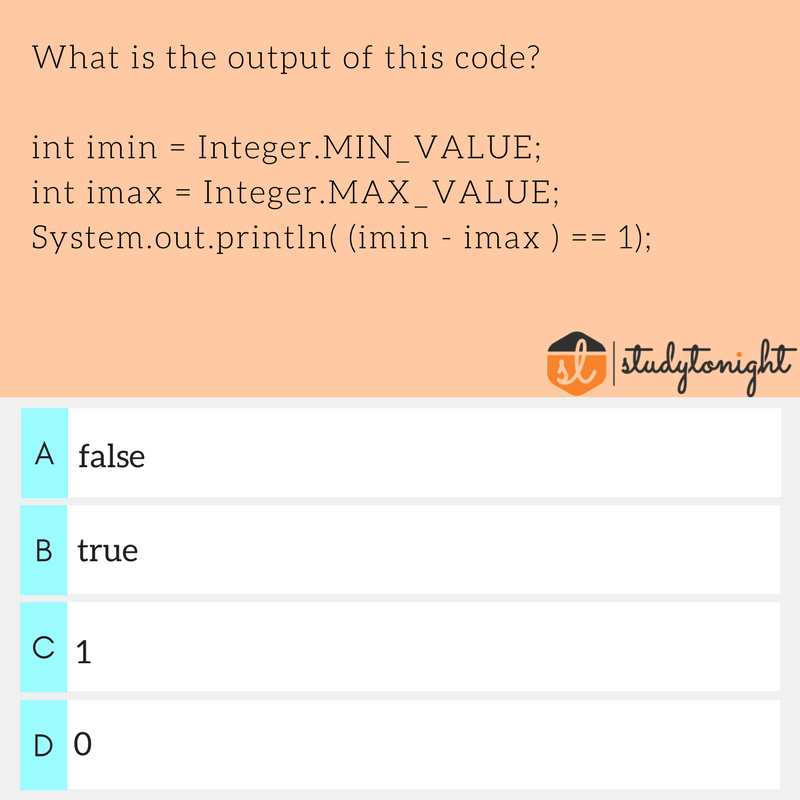 What is the output of this code?
int imin = Integer.MIN_VALUE;
int imax = Integer.MAX_VALUE;
System.out.println( (imin - imax ) == 1);
st studytonight
A false
B true
C 1
D 0